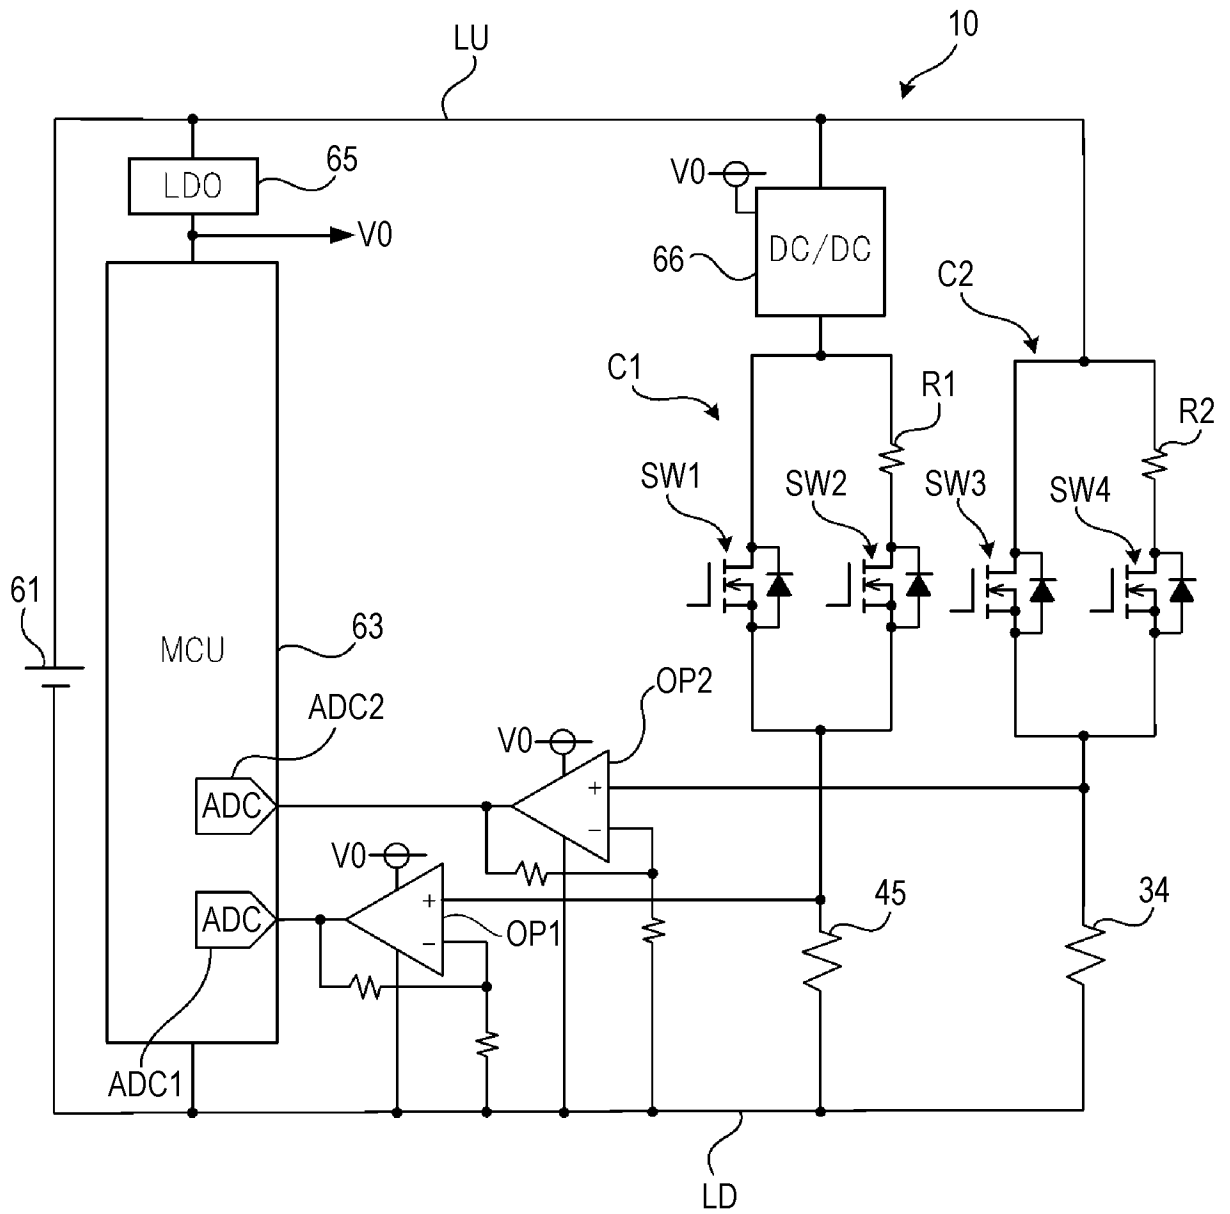 10
LU
65
LDO
V0
V0
DC/DC
66
C2
C1
R1
R2
SW1
SW2
SW3
SW4
61
63
MCU
OP2
ADC2
V0
ADC
+
−
V0
ADC
+
−
OP1
45
34
ADC1
LD